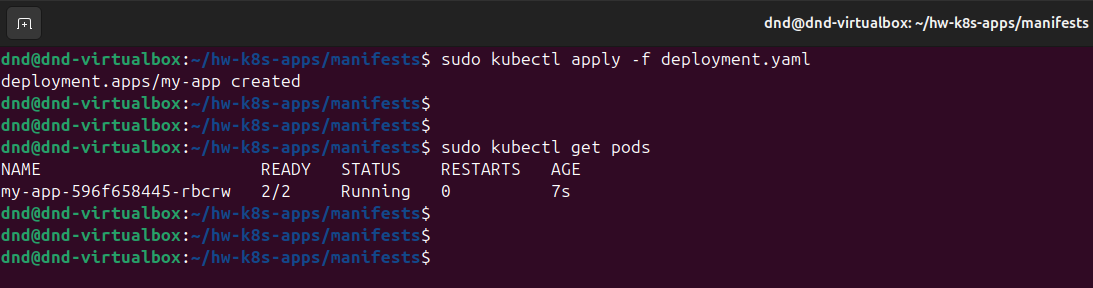 dnd@dnd-virtualbox: ~/hw-k8s-apps/manifests
dnd@dnd-virtualbox:~/hw-k8s-apps/manifests$ sudo kubectl apply -f deployment.yaml
deployment.apps/my-app created
dnd@dnd-virtualbox:~/hw-k8s-apps/manifests$
dnd@dnd-virtualbox:~/hw-k8s-apps/manifests$
dnd@dnd-virtualbox:~/hw-k8s-apps/manifests$ sudo kubectl get pods
NAME                      READY   STATUS    RESTARTS   AGE
my-app-596f658445-rbcrw   2/2     Running   0          7s
dnd@dnd-virtualbox:~/hw-k8s-apps/manifests$
dnd@dnd-virtualbox:~/hw-k8s-apps/manifests$
dnd@dnd-virtualbox:~/hw-k8s-apps/manifests$